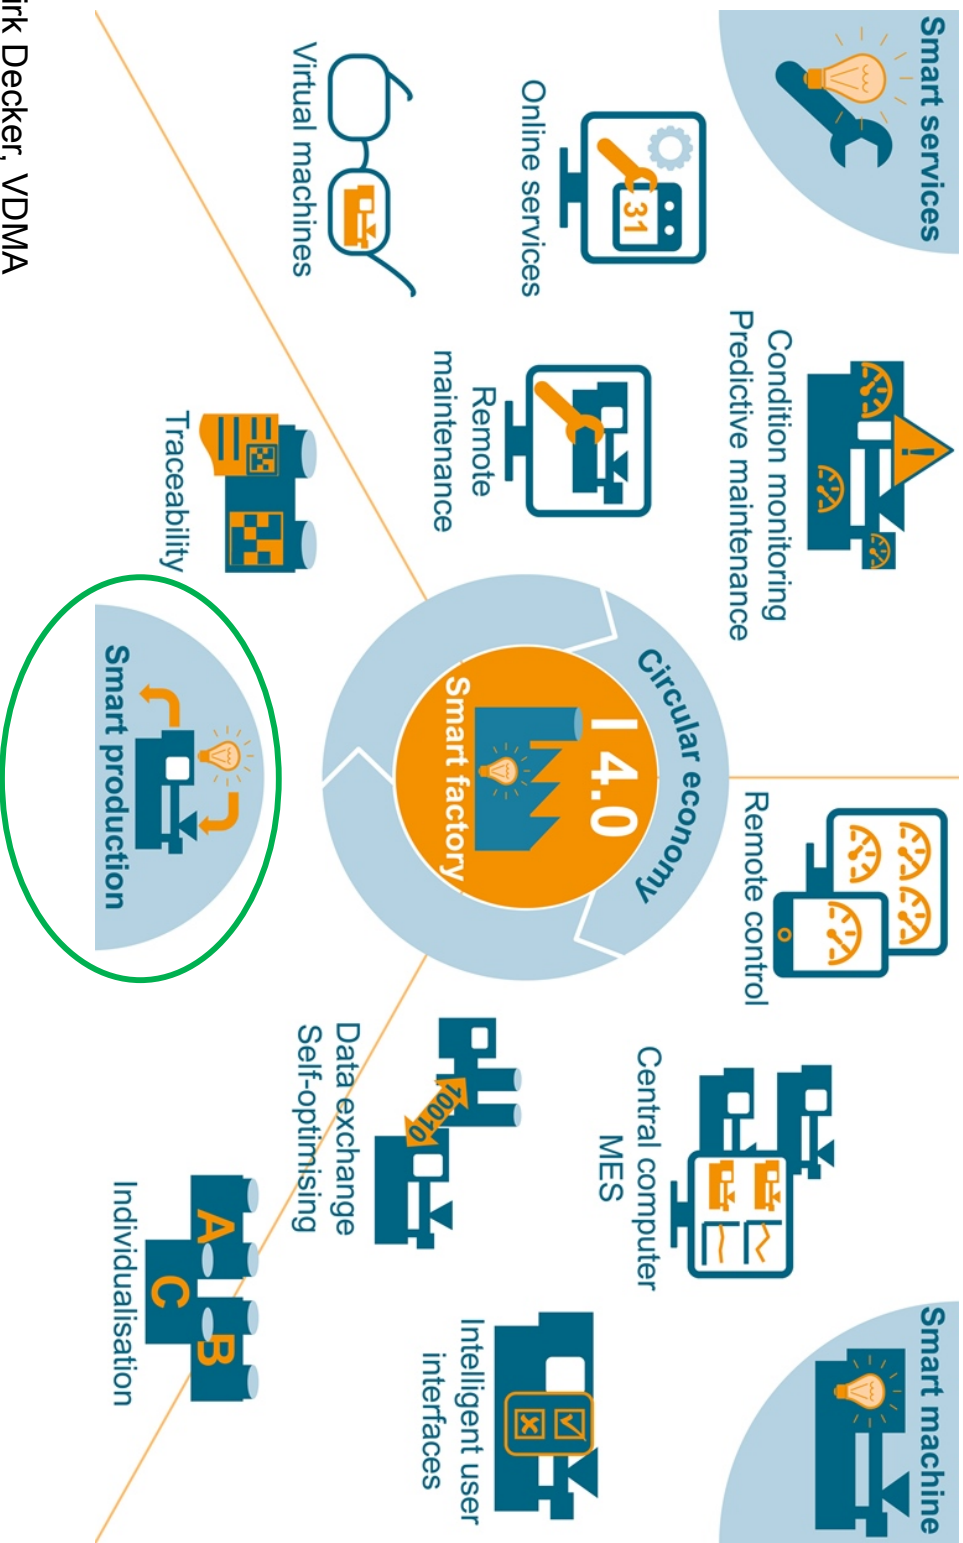 Smart services
Smart machine
!
Condition monitoring
Predictive maintenance
Remote control
31
Online services
Circular economy
I 4.0
Smart factory
Central computer
MES
Remote
maintenance
Intelligent user
interfaces
Virtual machines
10010
Data exchange
Self-optimising
Traceability
A
B
C
Individualisation
Smart production
irk Decker, VDMA